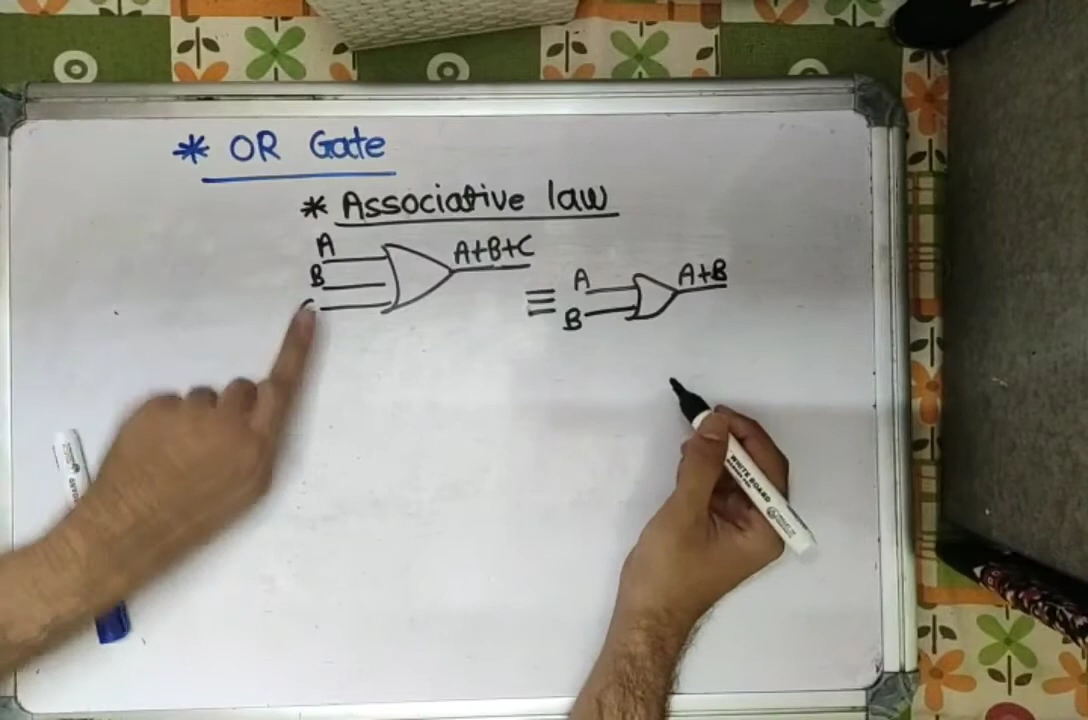 * OR Gate
* Associative law
A
B
A+B+C
≡
A
B
A+B
WHITE BOARD